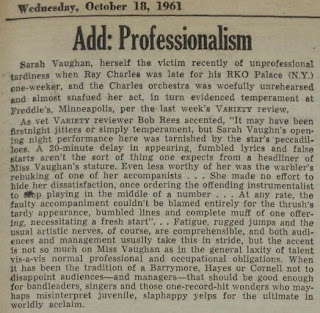 Wednesday, October 18, 1961
Add: Professionalism
Sarah Vaughan, herself the victim recently of unprofessional
tardiness when Ray Charles was late for his RKO Palace (N.Y.)
one-weeker, and the Charles orchestra was woefully unrehearsed
and almost snafued her act, in turn evidenced temperament at
Freddie's, Minneapolis, per the last week's VARIETY review.
As vet VARIETY reviewer Bob Rees accented, "It may have been
firstnight jitters or simply temperament, but Sarah Vaughn's open-
ing night performance here was tarnished by the star's peccadil-
loes. A 20-minute delay in appearing, fumbled lyrics and false
starts aren't the sort of thing one expects from a headliner of
Miss Vaughan's stature. Even less worthy of her was the warbler's
rebuking of one of her accompanists . . . She made no effort to
hide her dissatisfaction, once ordering the offending instrumentalist
to stop playing in the middle of a number . . . At any rate, the
faulty accompaniment couldn't be blamed entirely for the thrush's
tardy appearance, bumbled lines and complete muff of one offer-
ing, necessitating a fresh start". . . Fatigue, rugged jumps and the
usual artistic nerves, of course, are comprehensible, and both audi-
ences and management usually take this in stride, but the accent
is not so much on Miss Vaughan as in the general laxity of talent
vis-a-vis normal professional and occupational obligations. When
it has been the tradition of a Barrymore, Hayes or Cornell not to
disappoint audiences—and managers—that should be good enough
for bandleaders, singers and those one-record-hit wonders who may-
haps misinterpret juvenile, slaphappy yelps for the ultimate in
worldly acclaim.